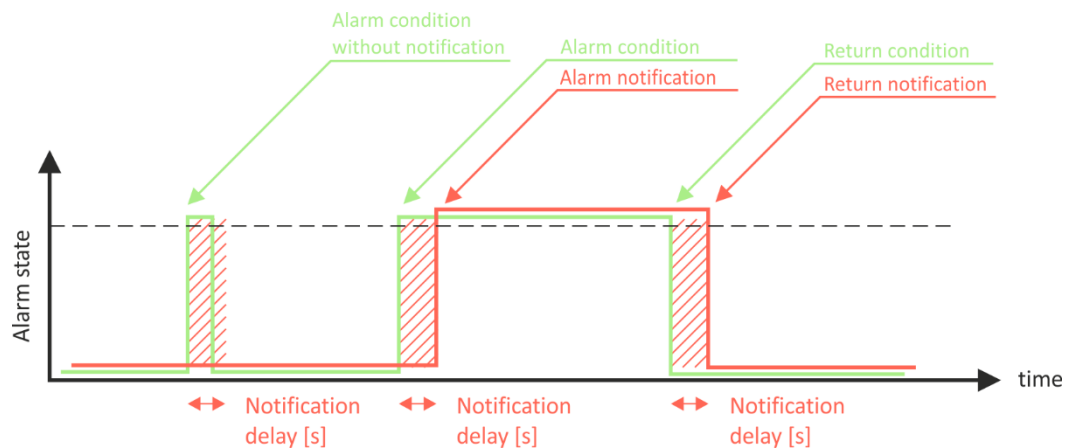 Alarm condition
without notification
Alarm condition
Alarm notification
Return condition
Return notification
Alarm state
time
Notification
delay [s]
Notification
delay [s]
Notification
delay [s]